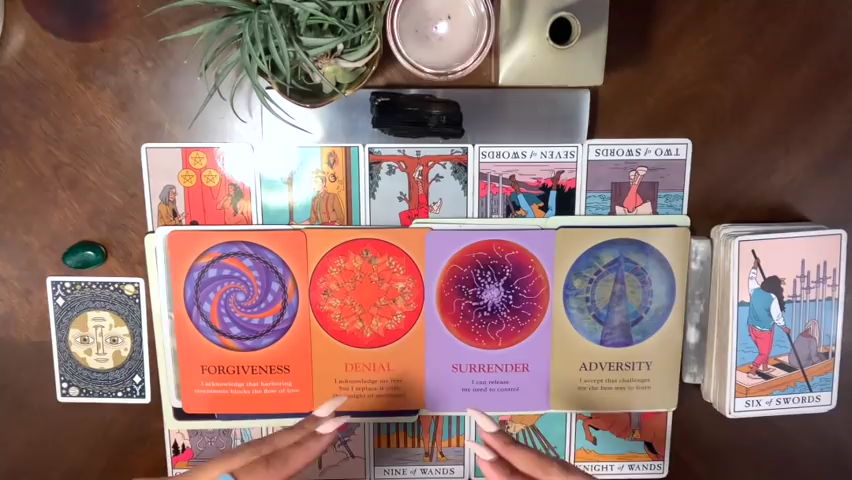 SEVEN of SWORDS
TWO of SWORDS
FORGIVENESS
I acknowledge that harboring
resentment blocks the flow of love
DENIAL
I acknowledge my fear
SURRENDER
I can release
my need to control
ADVERSITY
I accept that challenges
are the best way to learn
SIX of SWORDS
NINE of WANDS
KNIGHT of WANDS